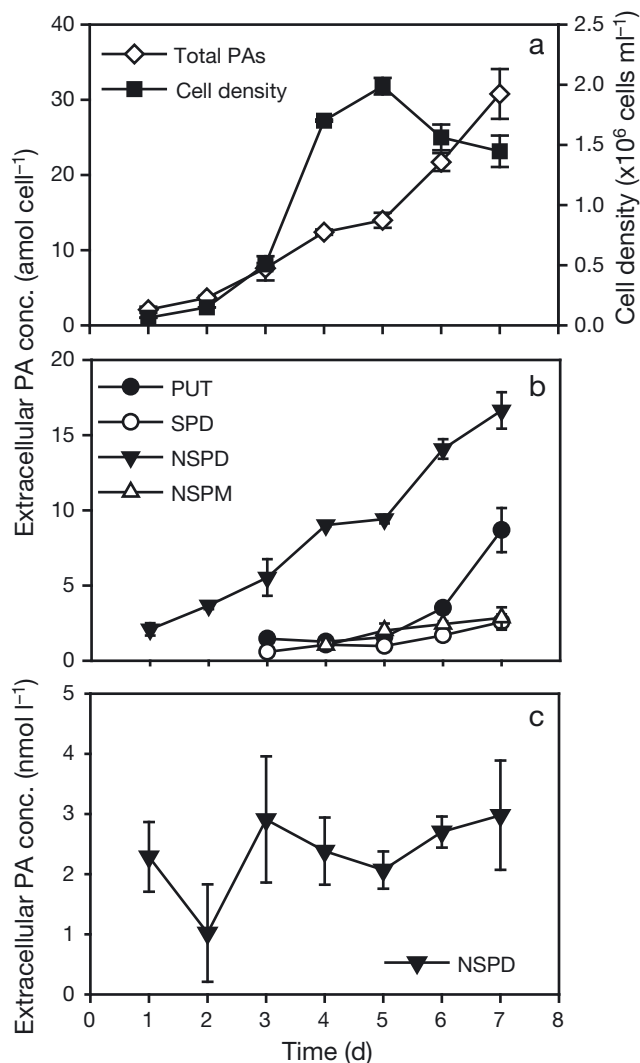 a
Total PAs
Cell density
40
30
20
10
0
2.5
2.0
1.5
1.0
0.5
0.0
Cell density (x10⁶ cells ml⁻¹)
Extracellular PA conc. (amol cell⁻¹)
b
PUT
SPD
NSPD
NSPM
20
15
10
5
0
c
5
4
3
2
1
0
Extracellular PA conc. (nmol l⁻¹)
NSPD
0 1 2 3 4 5 6 7 8
Time (d)